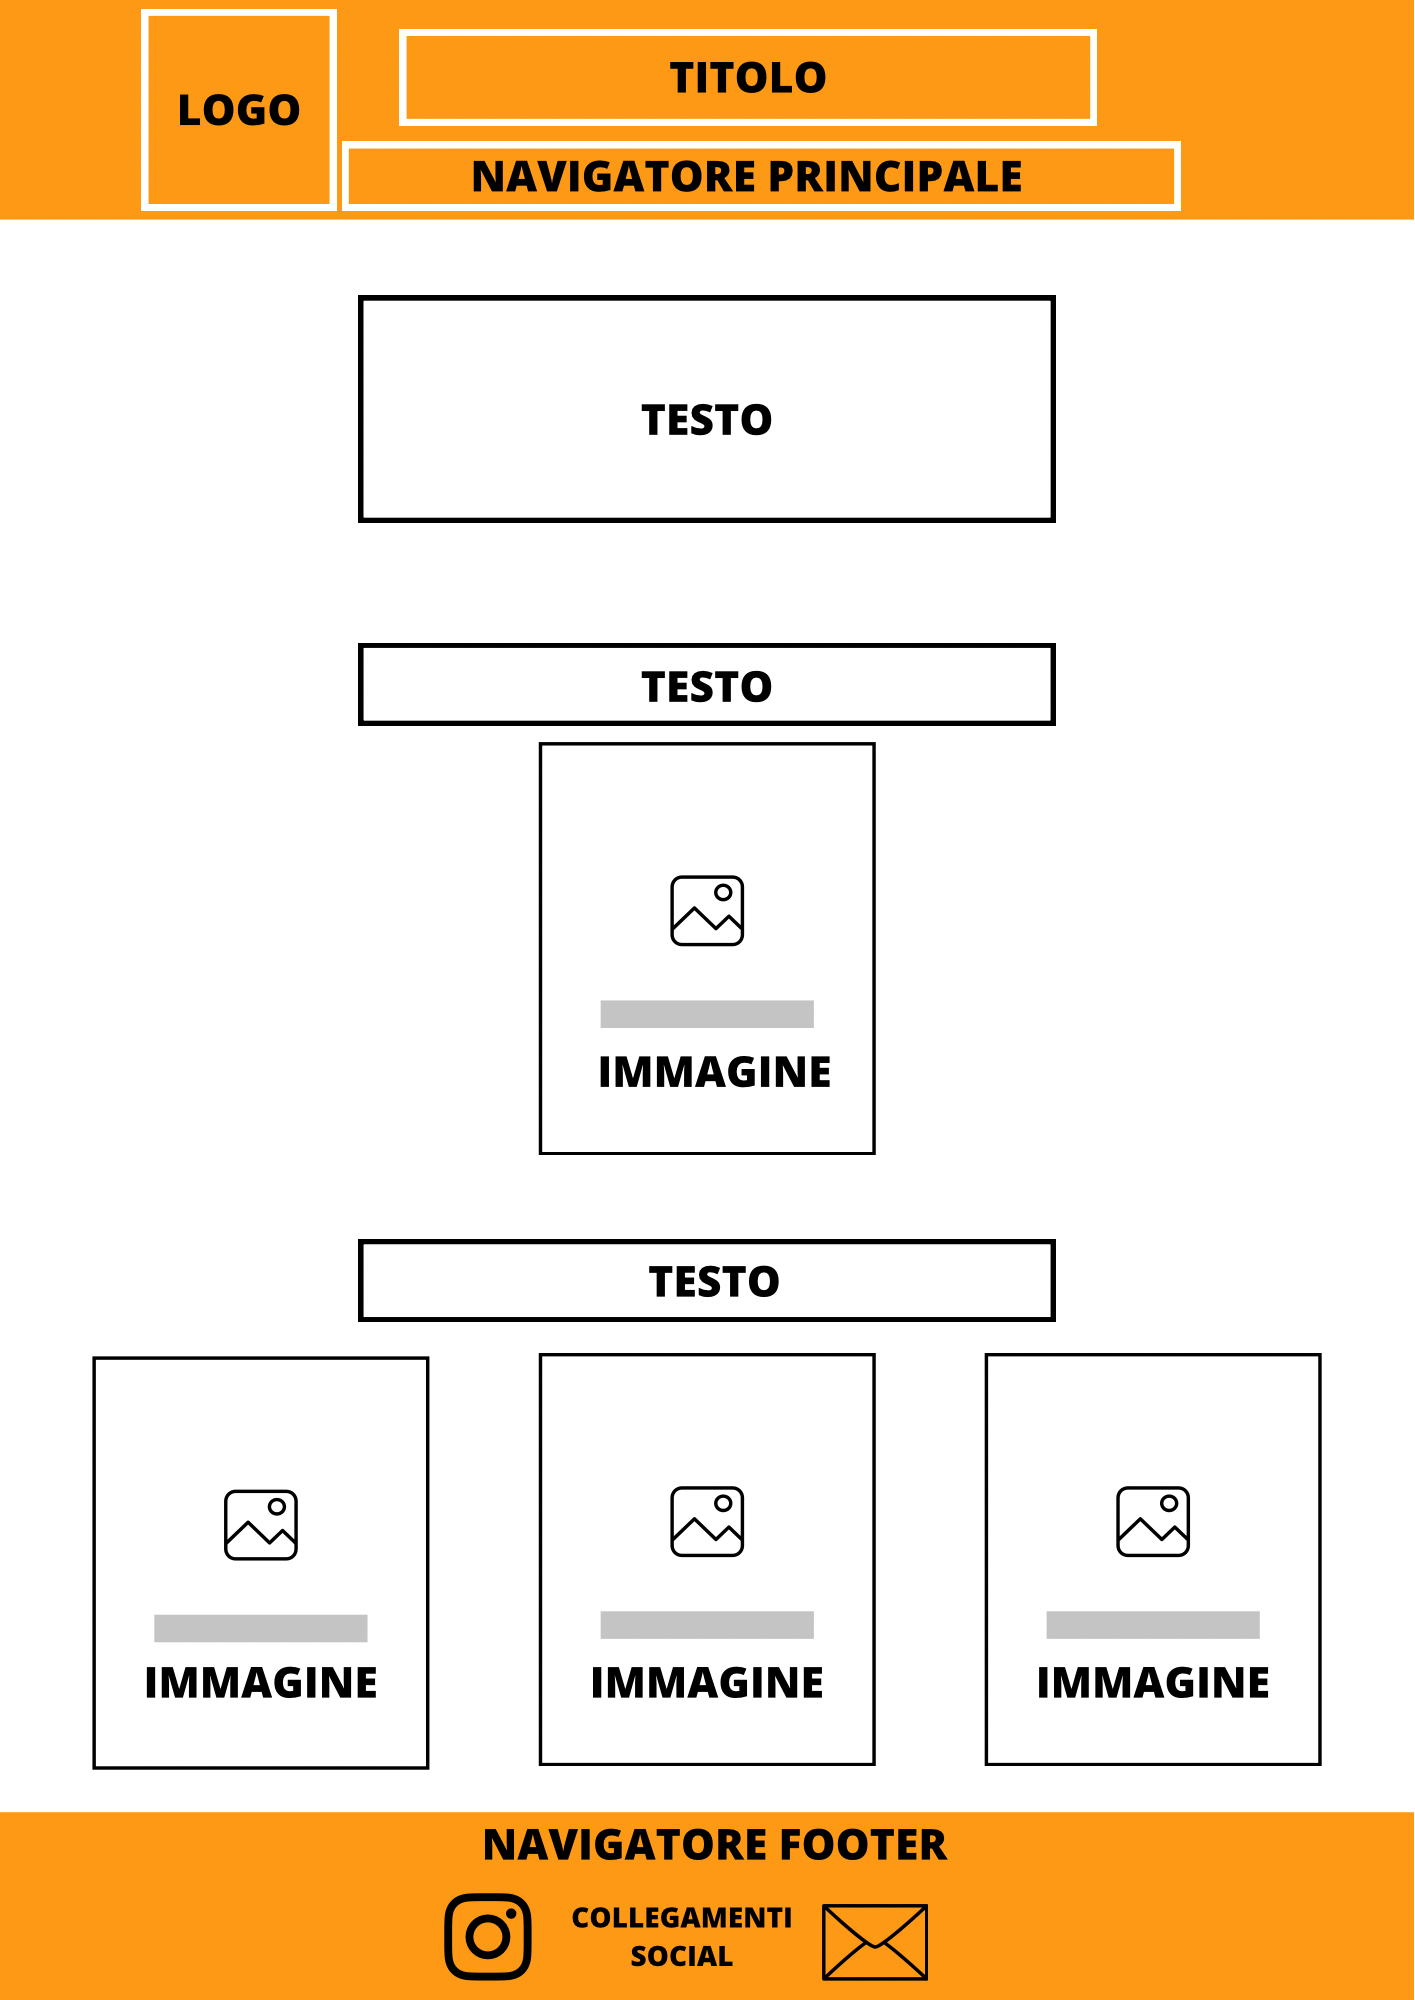 LOGO
TITOLO
NAVIGATORE PRINCIPALE
TESTO
TESTO
IMMAGINE
TESTO
IMMAGINE
IMMAGINE
IMMAGINE
NAVIGATORE FOOTER
COLLEGAMENTI
SOCIAL